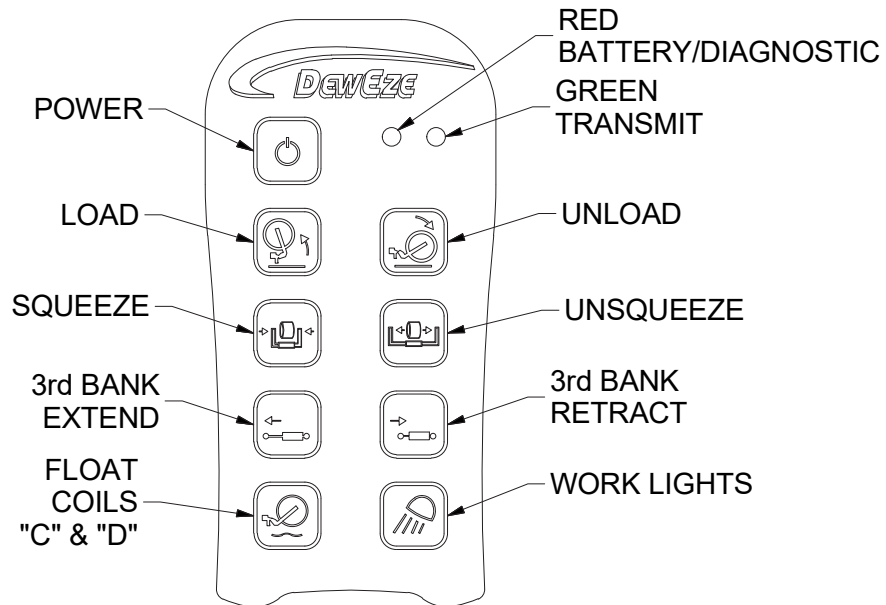 RED
BATTERY/DIAGNOSTIC
DEWEZE
GREEN
TRANSMIT
POWER
LOAD
UNLOAD
SQUEEZE
UNSQUEEZE
3rd BANK
EXTEND
3rd BANK
RETRACT
FLOAT
COILS
"C" & "D"
WORK LIGHTS